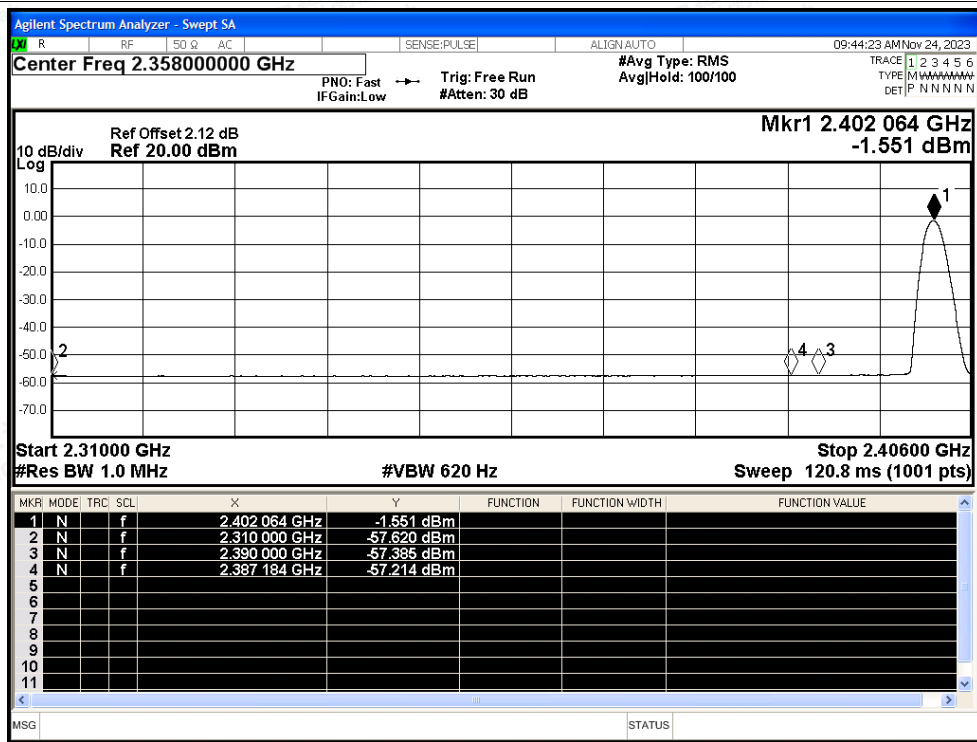 Agilent Spectrum Analyzer - Swept SA
LXI R RF 50 Ω AC SENSE:PULSE ALIGN AUTO 09:44:23 AM Nov 24, 2023
Center Freq 2.358000000 GHz #Avg Type: RMS TRACE 1 2 3 4 5 6
PNO: Fast Trig: Free Run Avg|Hold: 100/100 TYPE M WWWWW
IFGain:Low #Atten: 30 dB DET P N N N N N
Mkr1 2.402 064 GHz
Ref Offset 2.12 dB -1.551 dBm
10 dB/div Ref 20.00 dBm
Log
10.0
1
0.00
-10.0
-20.0
-30.0
-40.0
-50.0 2 4 3
-60.0
-70.0
Start 2.31000 GHz Stop 2.40600 GHz
#Res BW 1.0 MHz #VBW 620 Hz Sweep 120.8 ms (1001 pts)
MKR MODE TRC SCL X Y FUNCTION FUNCTION WIDTH FUNCTION VALUE
1 N f 2.402 064 GHz -1.551 dBm
2 N f 2.310 000 GHz -57.620 dBm
3 N f 2.390 000 GHz -57.385 dBm
4 N f 2.387 184 GHz -57.214 dBm
5
6
7
8
9
10
11
MSG STATUS